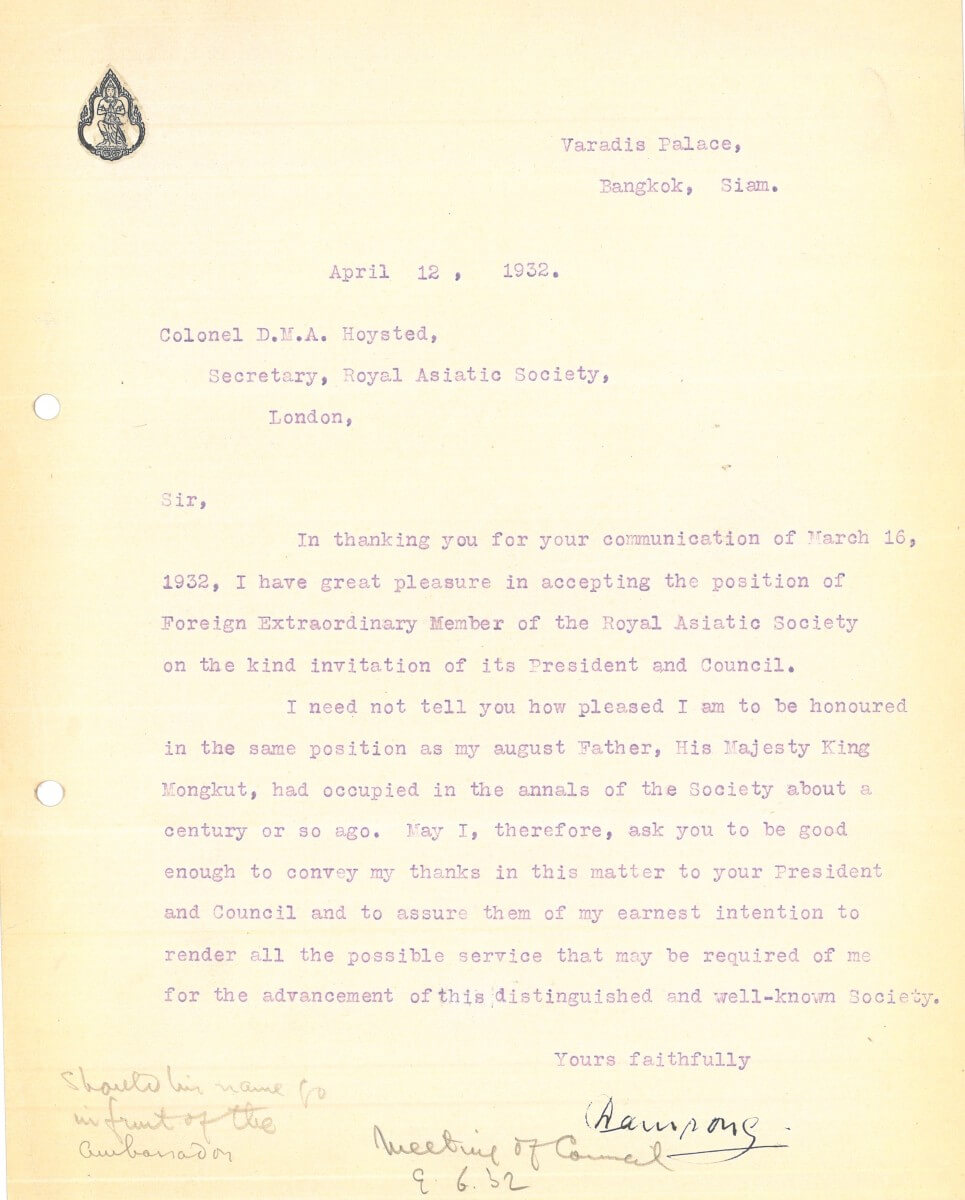 Varadis Palace,
Bangkok, Siam.
April 12, 1932.
Colonel D.M.A. Hoysted,
Secretary, Royal Asiatic Society,
London,
Sir,
In thanking you for your communication of March 16,
1932, I have great pleasure in accepting the position of
Foreign Extraordinary Member of the Royal Asiatic Society
on the kind invitation of its President and Council.
I need not tell you how pleased I am to be honoured
in the same position as my august Father, His Majesty King
Mongkut, had occupied in the annals of the Society about a
century or so ago. May I, therefore, ask you to be good
enough to convey my thanks in this matter to your President
and Council and to assure them of my earnest intention to
render all the possible service that may be required of me
for the advancement of this distinguished and well-known Society.
Yours faithfully
Damrong
Should his name go
in front of the
Ambassador
Meeting of Council
9.6.32